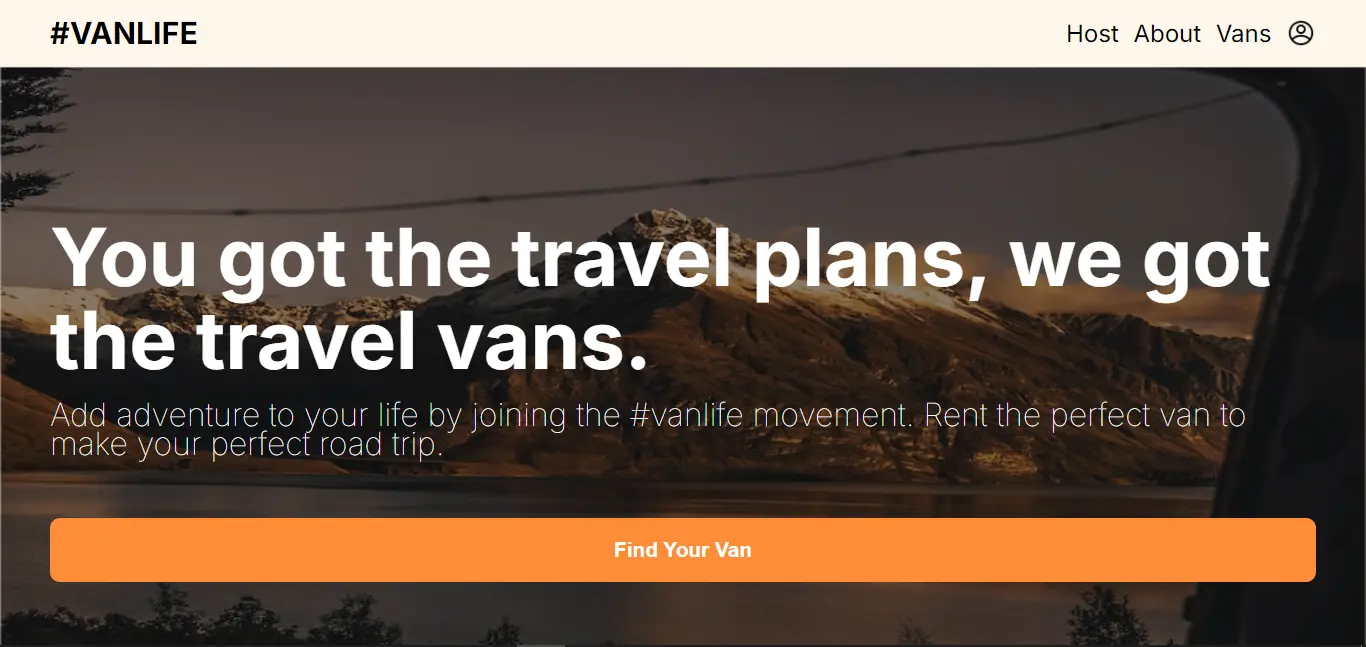 #VANLIFE
Host About Vans
You got the travel plans, we got
the travel vans.
Add adventure to your life by joining the #vanlife movement. Rent the perfect van to
make your perfect road trip.
Find Your Van